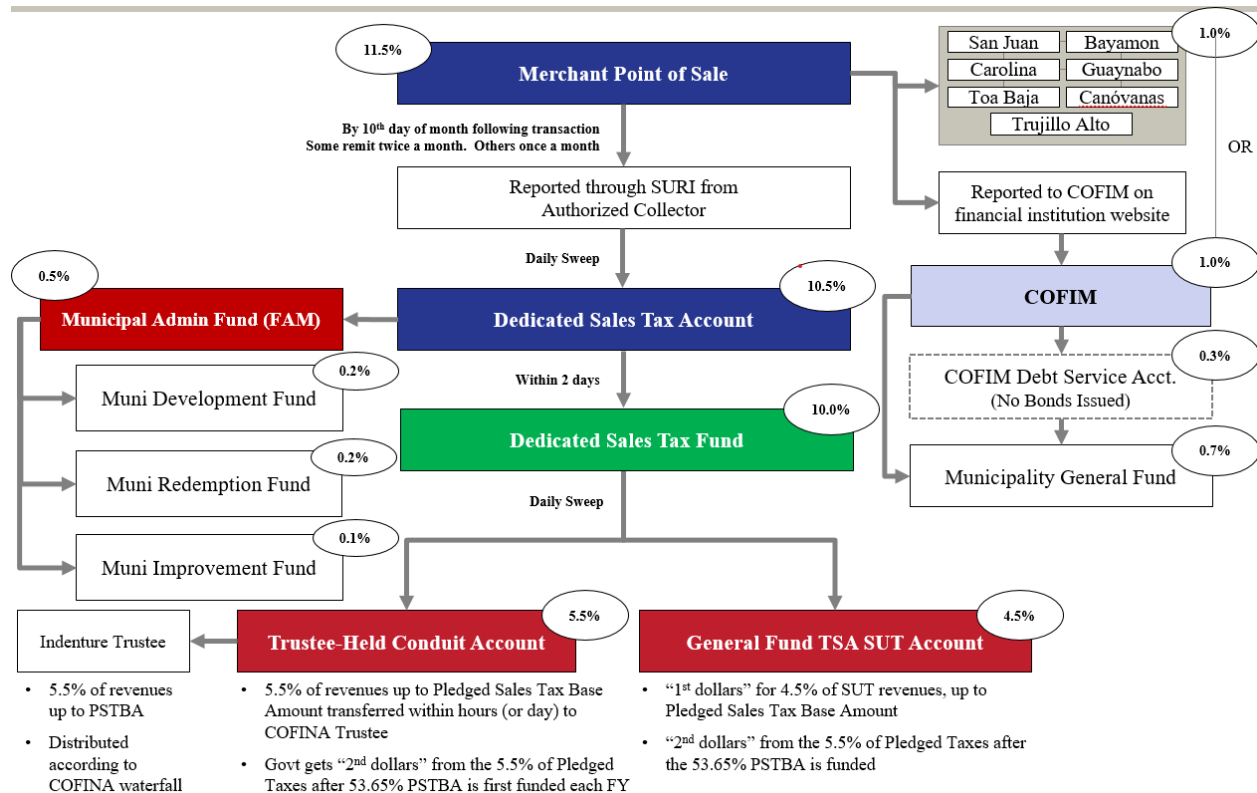 11.5%
Merchant Point of Sale
1.0%
San Juan
Bayamon
Carolina
Guaynabo
Toa Baja
Canóvanas
Trujillo Alto
OR
By 10th day of month following transaction
Some remit twice a month. Others once a month
Reported through SURI from
Authorized Collector
Reported to COFIM on
financial institution website
Daily Sweep
0.5%
Municipal Admin Fund (FAM)
10.5%
Dedicated Sales Tax Account
1.0%
COFIM
Within 2 days
0.2%
Muni Development Fund
10.0%
Dedicated Sales Tax Fund
0.3%
COFIM Debt Service Acct.
(No Bonds Issued)
0.2%
Muni Redemption Fund
Daily Sweep
0.7%
Municipality General Fund
0.1%
Muni Improvement Fund
Indenture Trustee
5.5%
Trustee-Held Conduit Account
4.5%
General Fund TSA SUT Account
• 5.5% of revenues
up to PSTBA
• Distributed
according to
COFINA waterfall
• 5.5% of revenues up to Pledged Sales Tax Base
Amount transferred within hours (or day) to
COFINA Trustee
• Govt gets “2nd dollars” from the 5.5% of Pledged
Taxes after 53.65% PSTBA is first funded each FY
• “1st dollars” for 4.5% of SUT revenues, up to
Pledged Sales Tax Base Amount
• “2nd dollars” from the 5.5% of Pledged Taxes after
the 53.65% PSTBA is funded